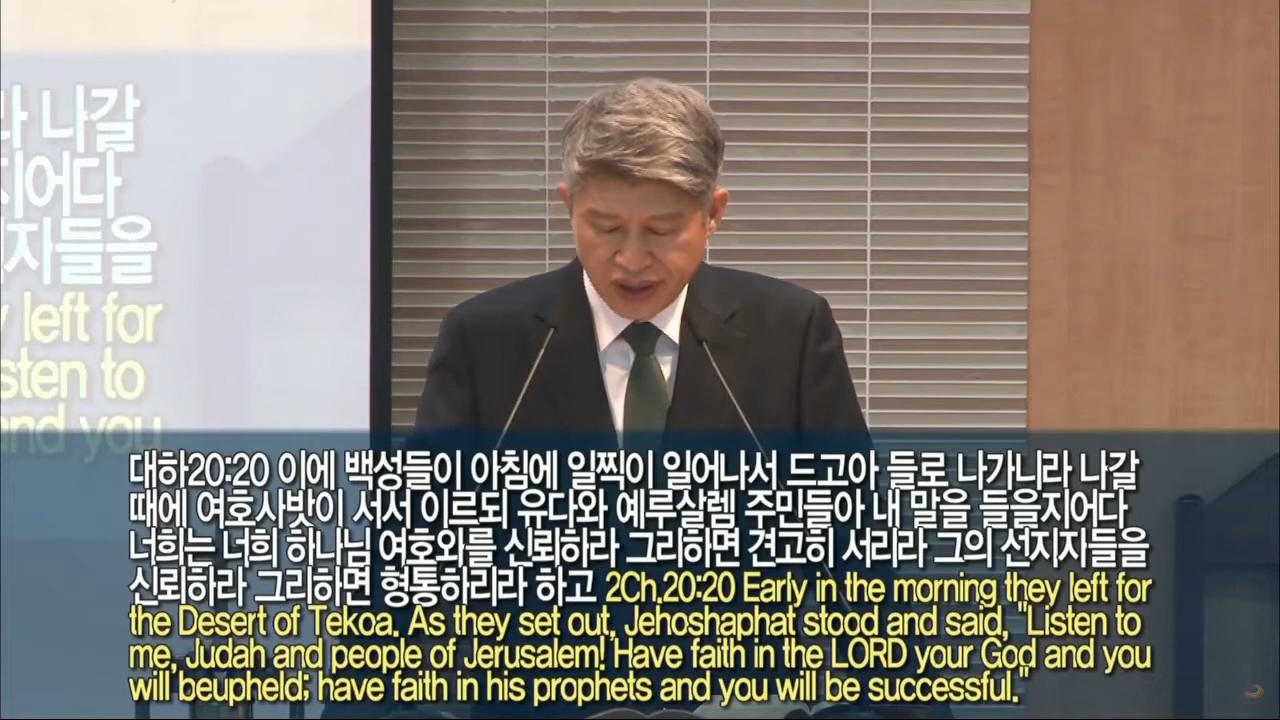 라 나갈
지어다
선지자들을
y left for
sten to
and you
대하20:20 이에 백성들이 아침에 일찍이 일어나서 드고아 들로 나가니라 나갈
때에 여호사밧이 서서 이르되 유다와 예루살렘 주민들아 내 말을 들을지어다
너희는 너희 하나님 여호와를 신뢰하라 그리하면 견고히 서리라 그의 선지자들을
신뢰하라 그리하면 형통하리라 하고 2Ch.20:20 Early in the morning they left for
the Desert of Tekoa. As they set out, Jehoshaphat stood and said, "Listen to
me, Judah and people of Jerusalem! Have faith in the LORD your God and you
will beupheld; have faith in his prophets and you will be successful."